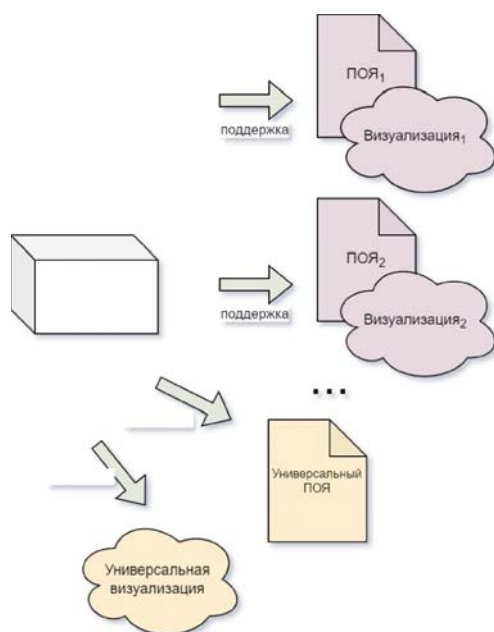 ПОЯ₁
Визуализация₁
поддержка
ПОЯ₂
Визуализация₂
поддержка
...
Универсальный
ПОЯ
Универсальная
визуализация